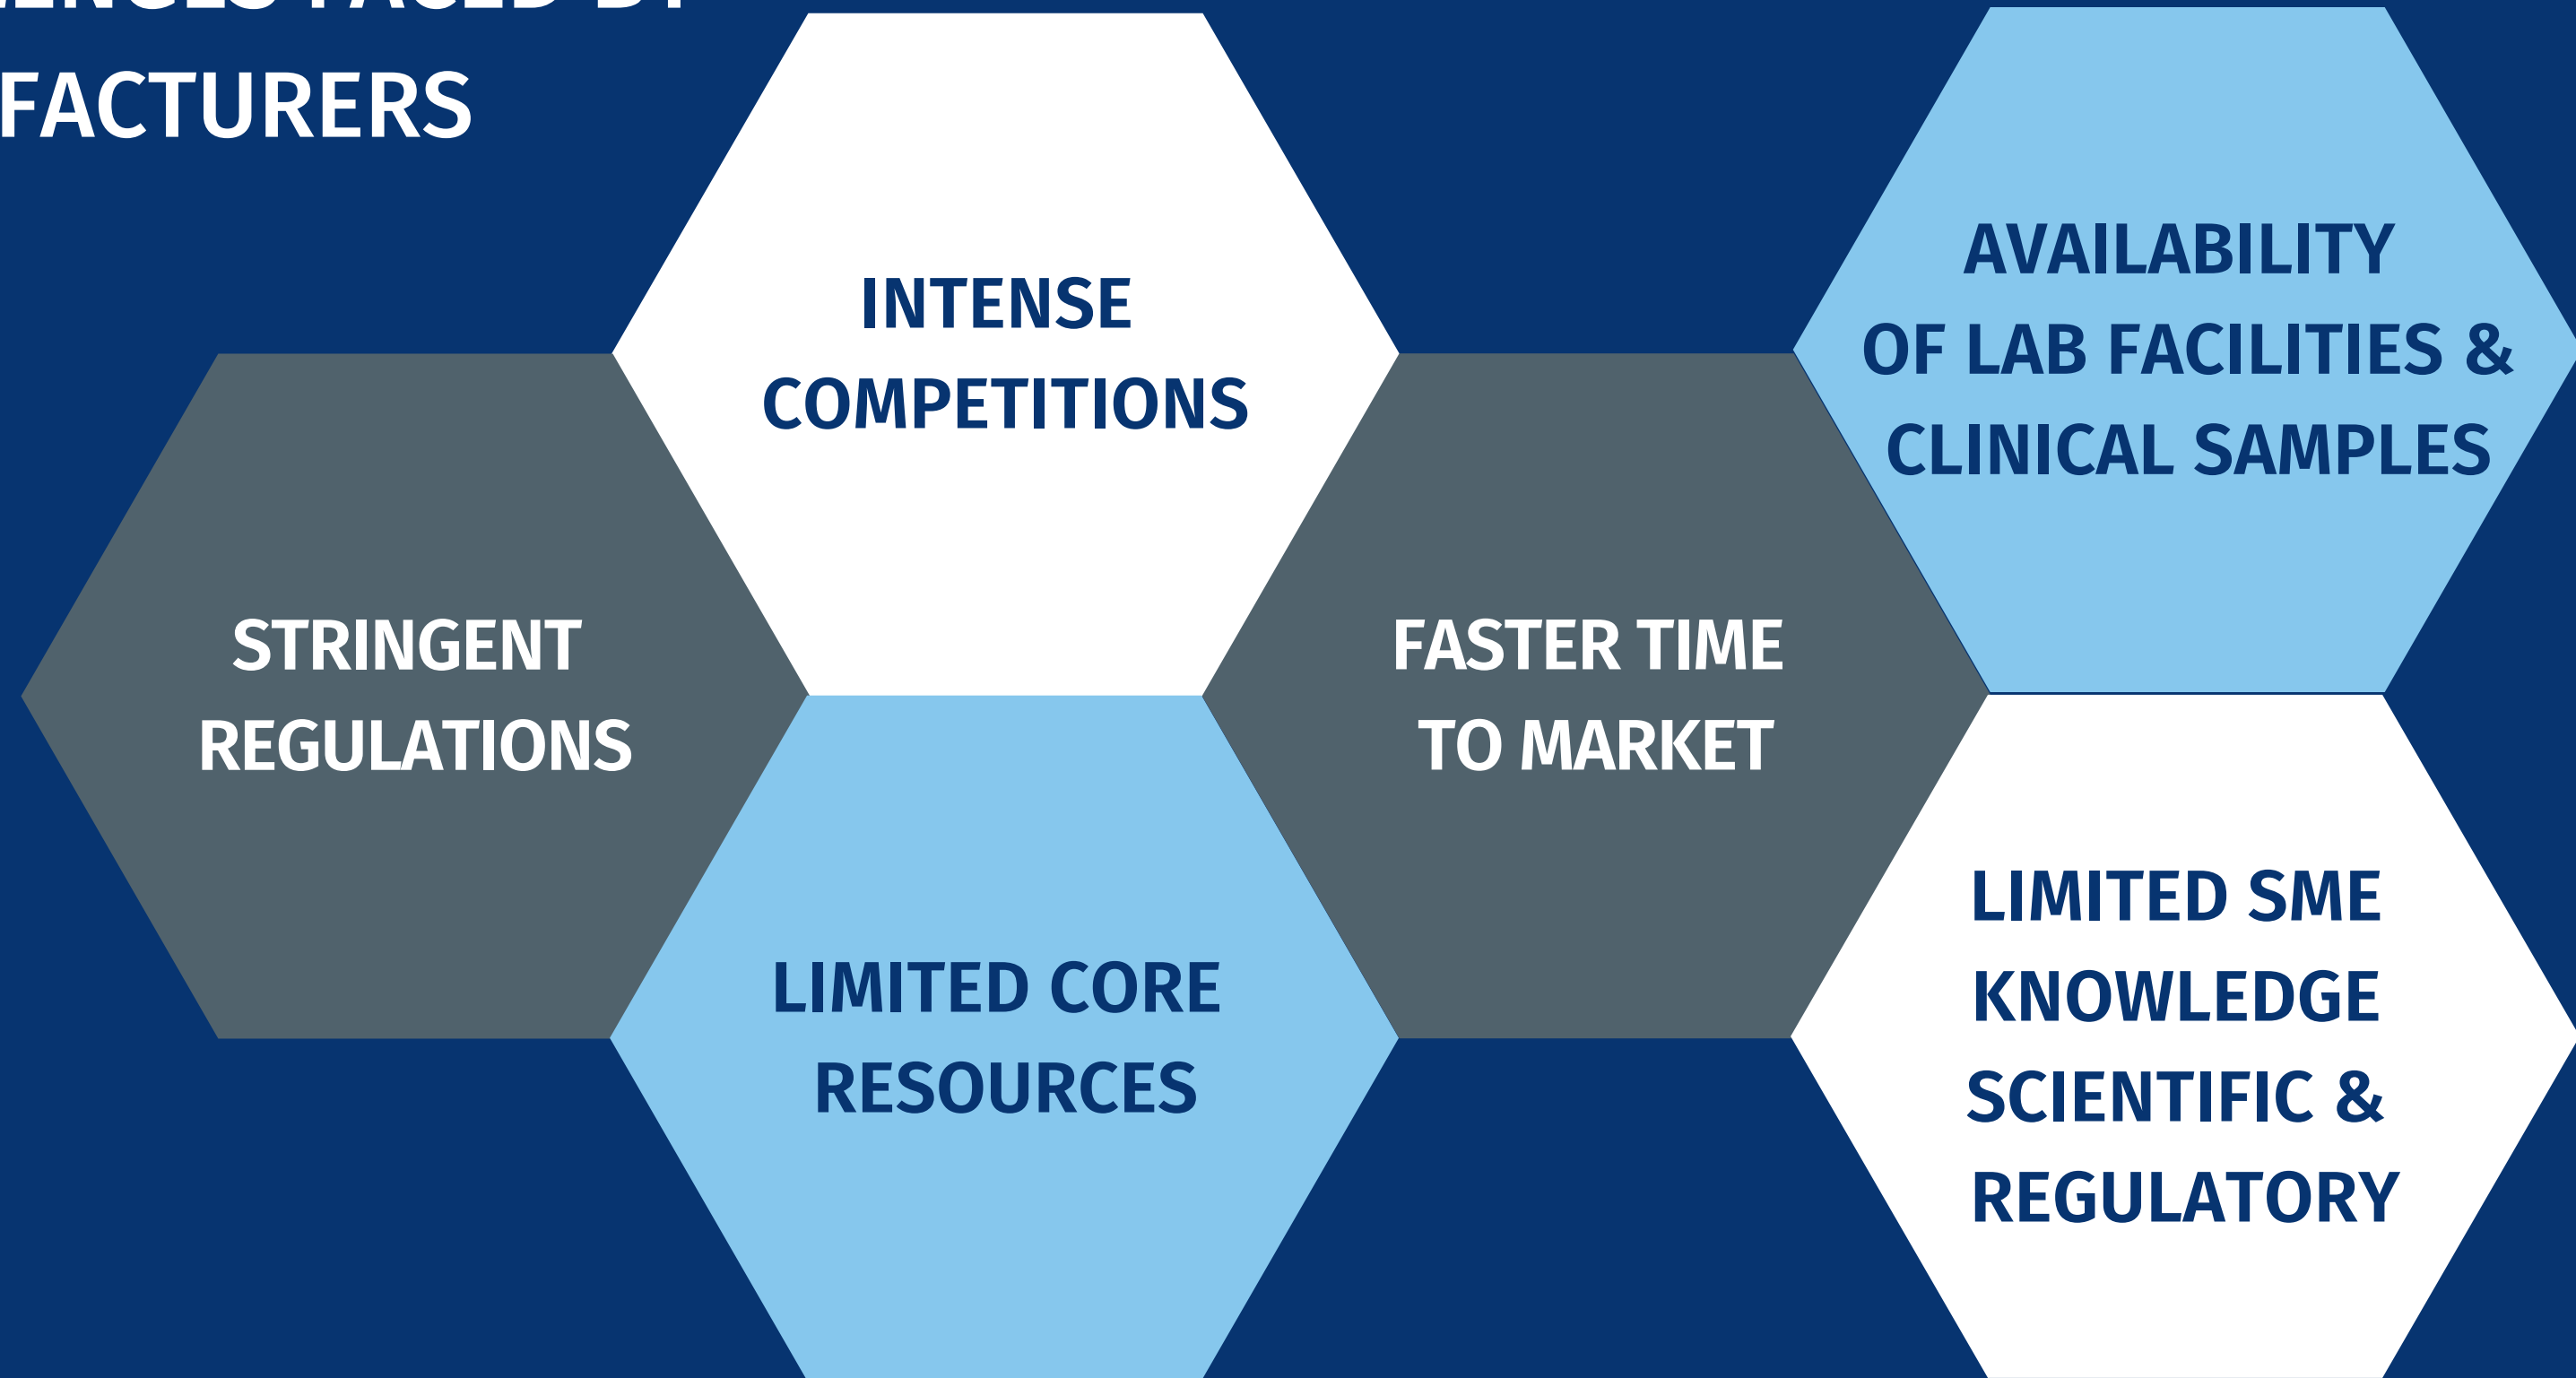 FACTURERS
INTENSE
COMPETITIONS
AVAILABILITY
OF LAB FACILITIES &
CLINICAL SAMPLES
STRINGENT
REGULATIONS
FASTER TIME
TO MARKET
LIMITED CORE
RESOURCES
LIMITED SME
KNOWLEDGE
SCIENTIFIC &
REGULATORY